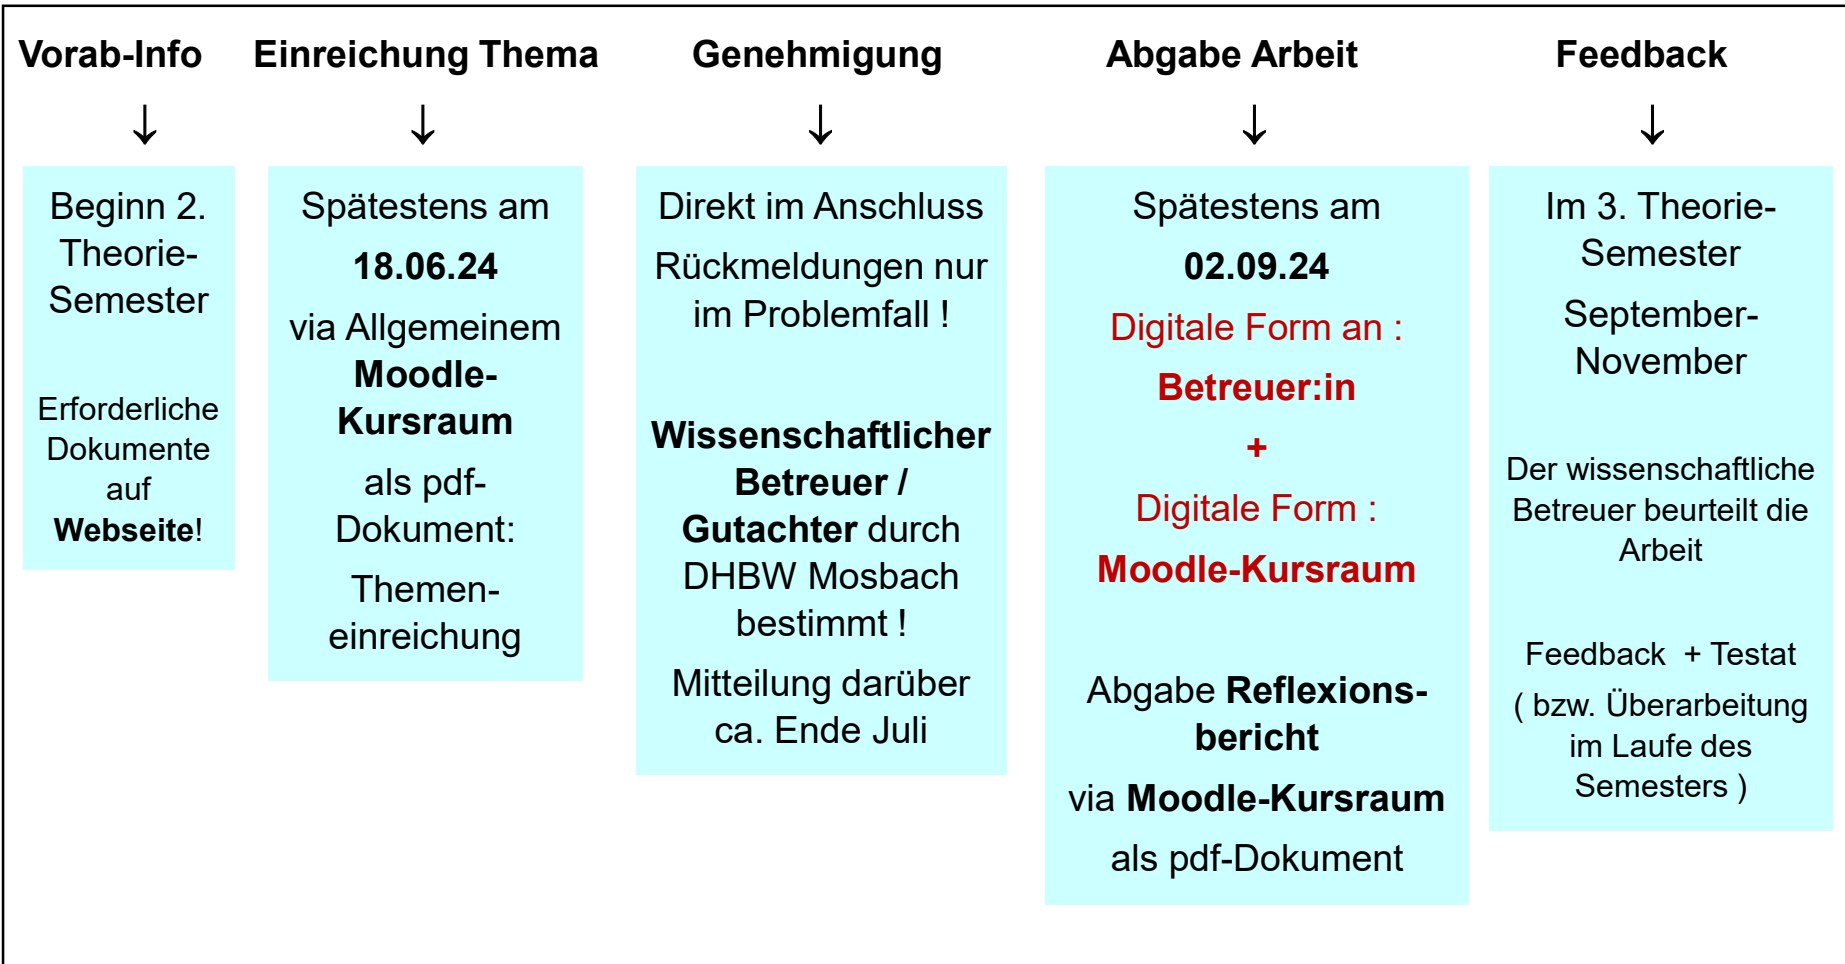 Vorab-Info
Einreichung Thema
Genehmigung
Abgabe Arbeit
Feedback
Beginn 2.
Theorie-
Semester
Erforderliche
Dokumente
auf
Webseite!
Spätestens am
18.06.24
via Allgemeinem
Moodle-
Kursraum
als pdf-
Dokument:
Themen-
einreichung
Direkt im Anschluss
Rückmeldungen nur
im Problemfall !
Wissenschaftlicher
Betreuer /
Gutachter durch
DHBW Mosbach
bestimmt !
Mitteilung darüber
ca. Ende Juli
Spätestens am
02.09.24
Digitale Form an :
Betreuer:in
+
Digitale Form :
Moodle-Kursraum
Abgabe Reflexions-
bericht
via Moodle-Kursraum
als pdf-Dokument
Im 3. Theorie-
Semester
September-
November
Der wissenschaftliche
Betreuer beurteilt die
Arbeit
Feedback + Testat
( bzw. Überarbeitung
im Laufe des
Semesters )